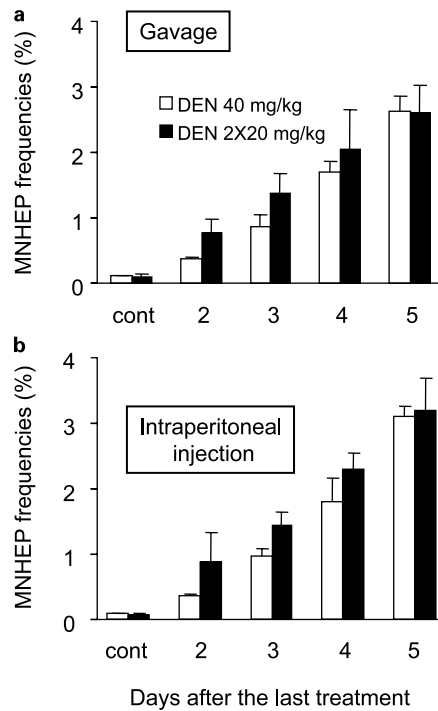 a
Gavage
MNHEP frequencies (%)
4
3
2
1
0
DEN 40 mg/kg
DEN 2X20 mg/kg
cont 2 3 4 5
b
Intraperitoneal
injection
MNHEP frequencies (%)
4
3
2
1
0
cont 2 3 4 5
Days after the last treatment